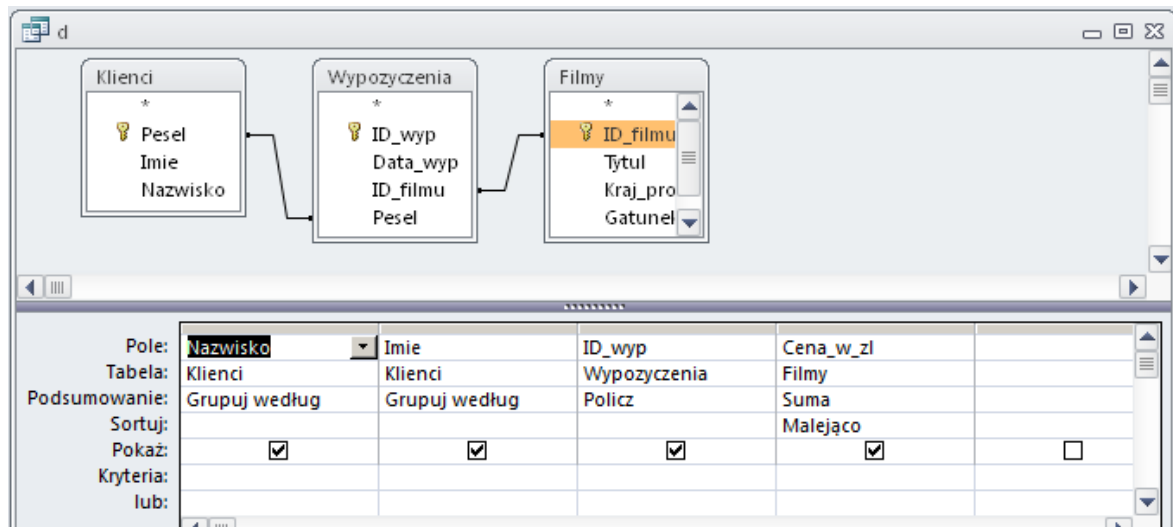 d
Klienci
*
Pesel
Imie
Nazwisko
Wypozyczenia
*
ID_wyp
Data_wyp
ID_filmu
Pesel
Filmy
*
ID_filmu
Tytul
Kraj_pro
Gatunek
Pole: Nazwisko Imie ID_wyp Cena_w_zl
Tabela: Klienci Klienci Wypozyczenia Filmy
Podsumowanie: Grupuj według Grupuj według Policz Suma
Sortuj: Malejąco
Pokaż:
Kryteria:
lub: